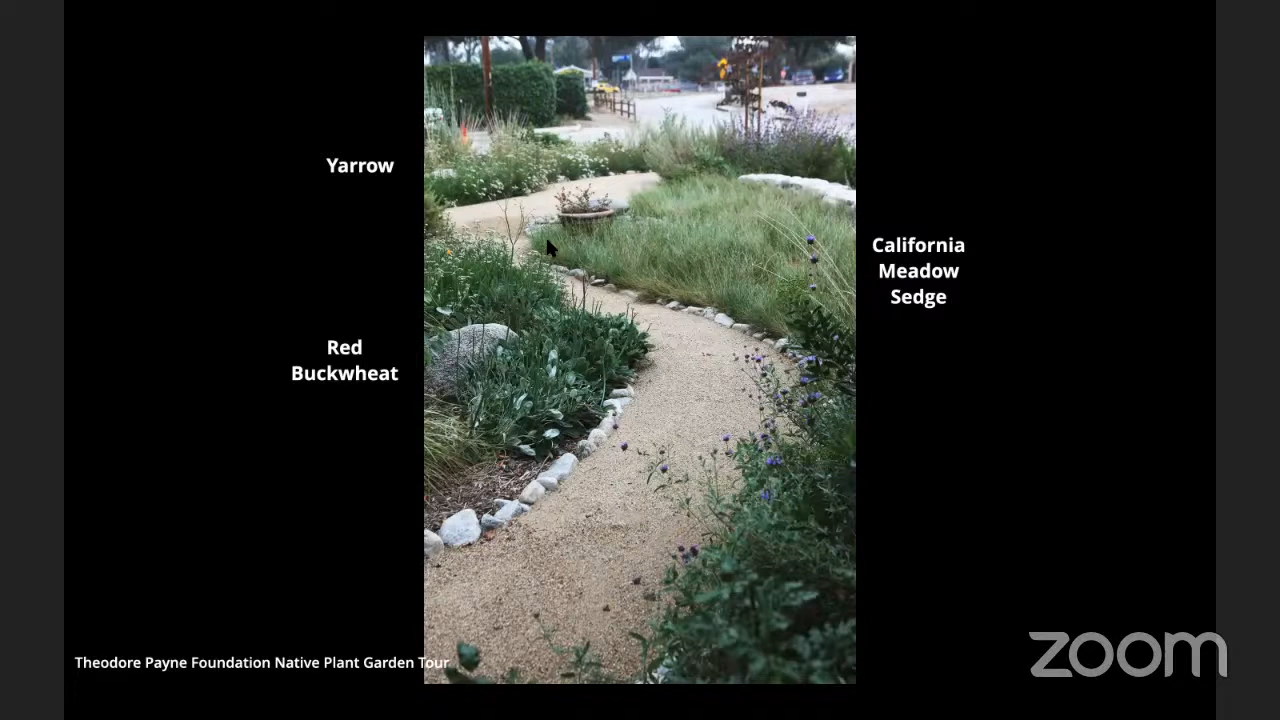 Yarrow
California
Meadow
Sedge
Red
Buckwheat
Theodore Payne Foundation Native Plant Garden Tour
zoom